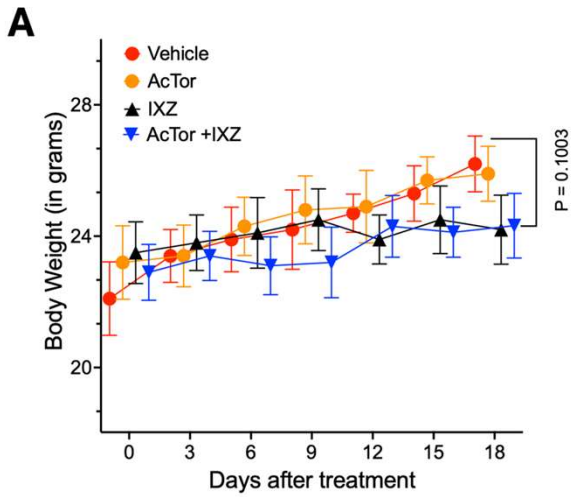 A
Vehicle
AcTor
IXZ
AcTor +IXZ
P = 0.1003
Body Weight (in grams)
28
24
20
0 3 6 9 12 15 18
Days after treatment